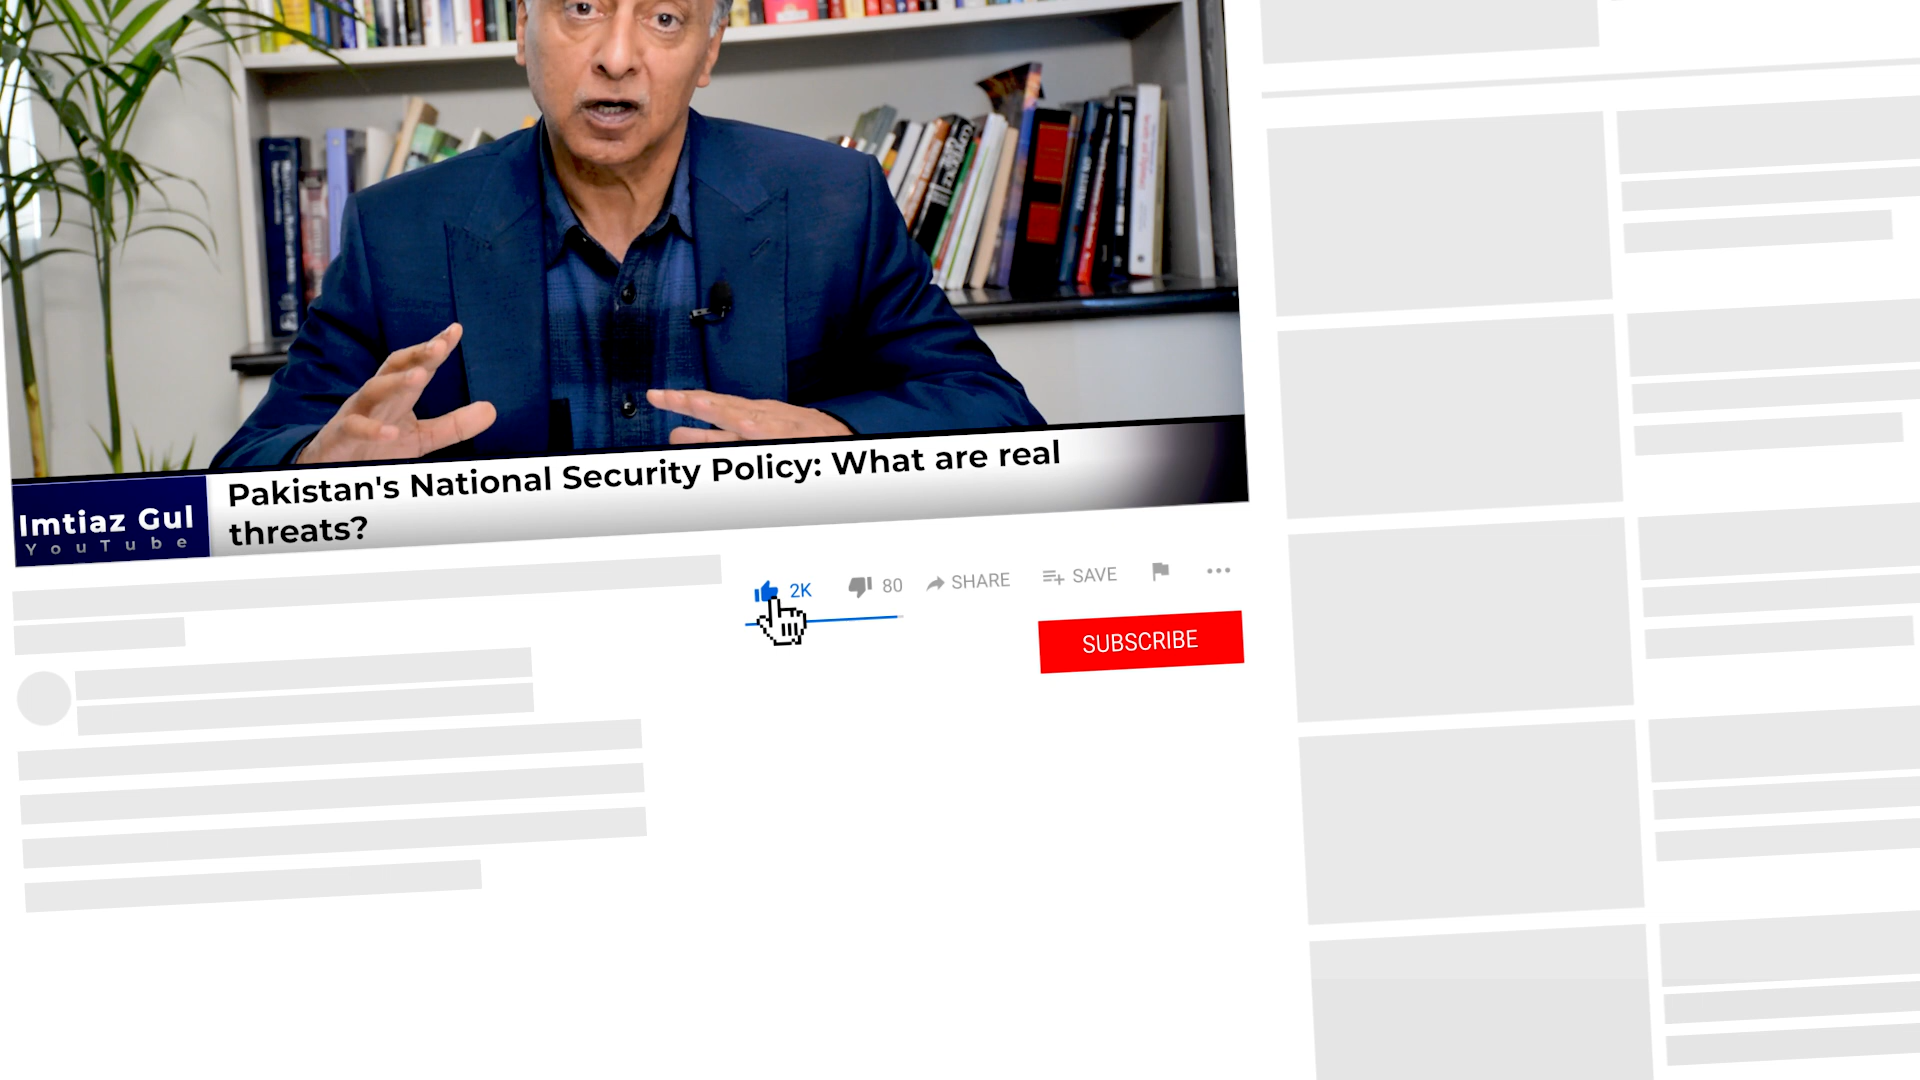 Pakistan's National Security Policy: What are real
threats?
Imtiaz Gul
YouTube
2K
80
SHARE
SAVE
SUBSCRIBE